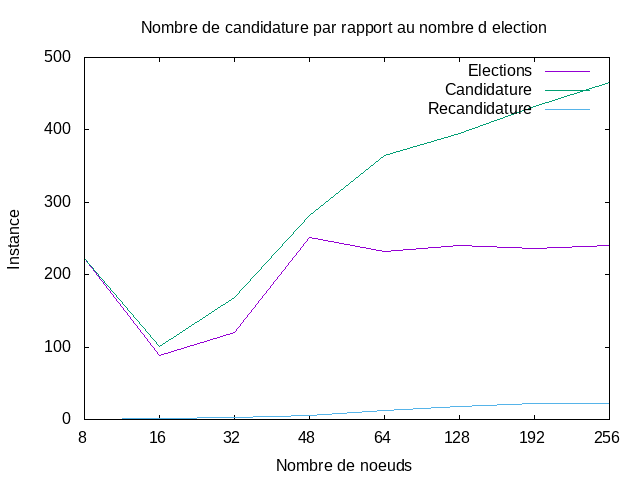 Nombre de candidature par rapport au nombre d election
Elections
Candidature
Recandidature
500
400
300
200
100
0
Instance
8 16 32 48 64 128 192 256
Nombre de noeuds